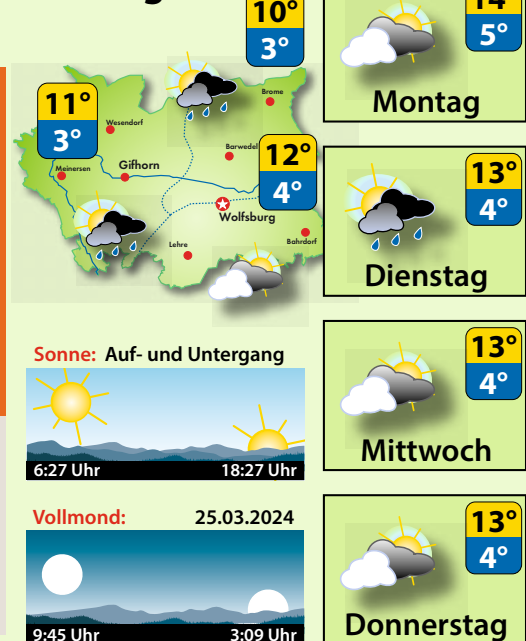 10°
3°
11°
3°
Brome
Wesendorf
Barwedel
12°
4°
Meinersen
Gifhorn
Wolfsburg
Lehre
Bahrdorf
Sonne: Auf- und Untergang
6:27 Uhr 18:27 Uhr
Vollmond: 25.03.2024
9:45 Uhr 3:09 Uhr
14°
5°
Montag
13°
4°
Dienstag
13°
4°
Mittwoch
13°
4°
Donnerstag